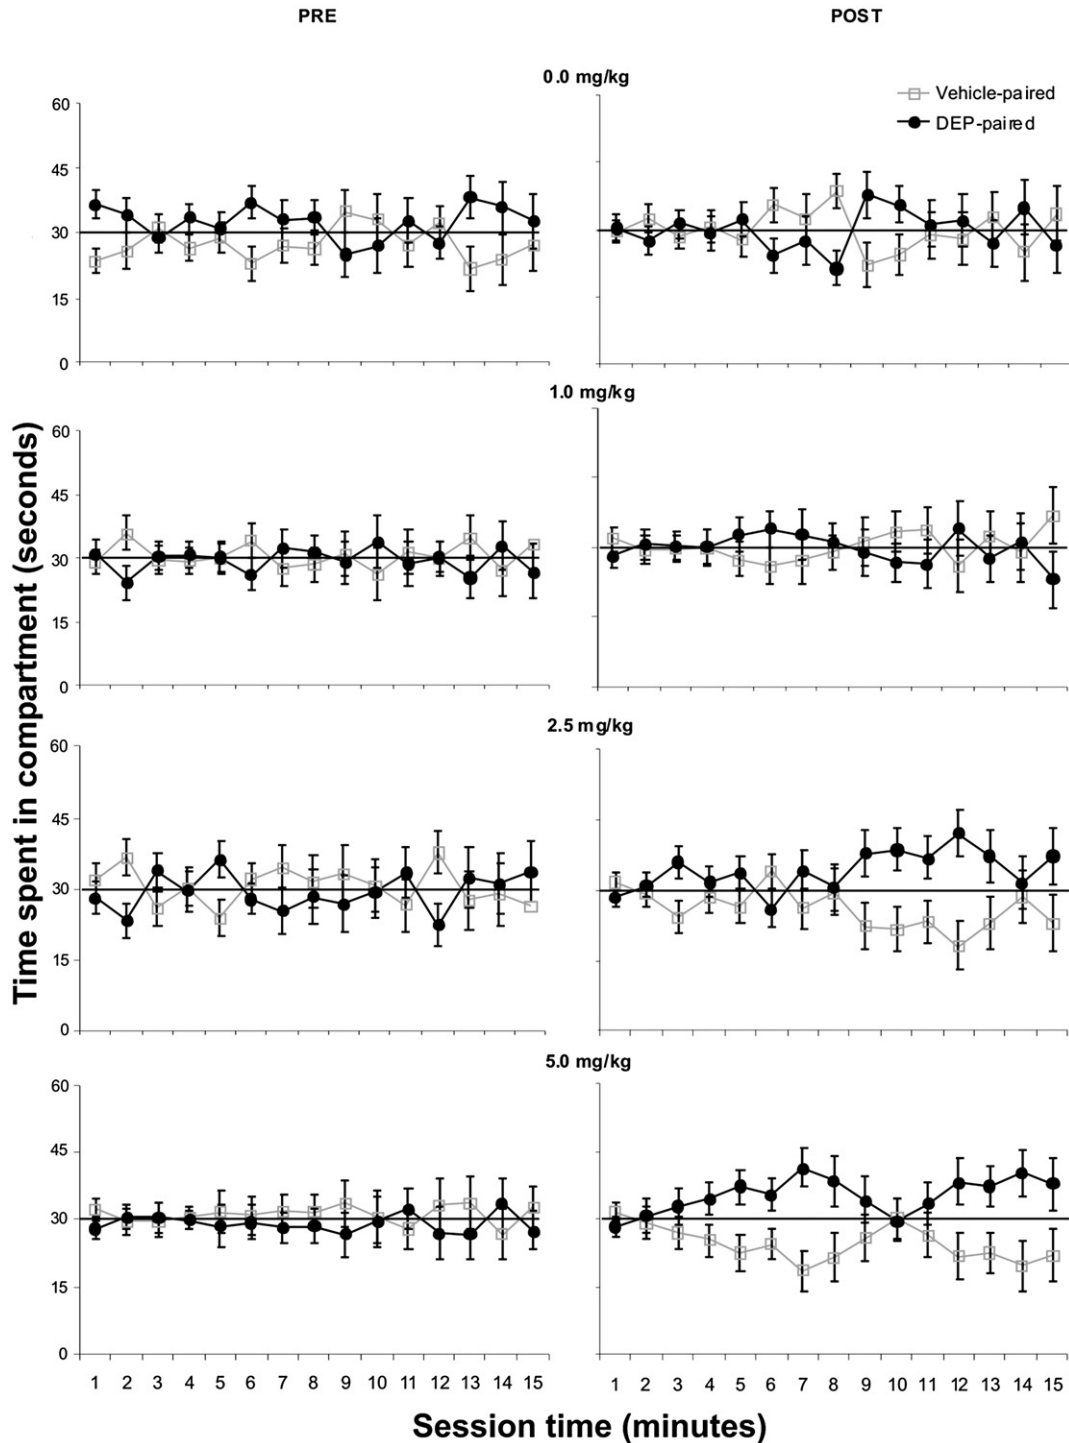 PRE
POST
0.0 mg/kg
Vehicle-paired
DEP-paired
60
45
30
15
0
1.0 mg/kg
60
45
30
15
0
2.5 mg/kg
60
45
30
15
0
5.0 mg/kg
60
45
30
15
0
Time spent in compartment (seconds)
1 2 3 4 5 6 7 8 9 10 11 12 13 14 15
1 2 3 4 5 6 7 8 9 10 11 12 13 14 15
Session time (minutes)